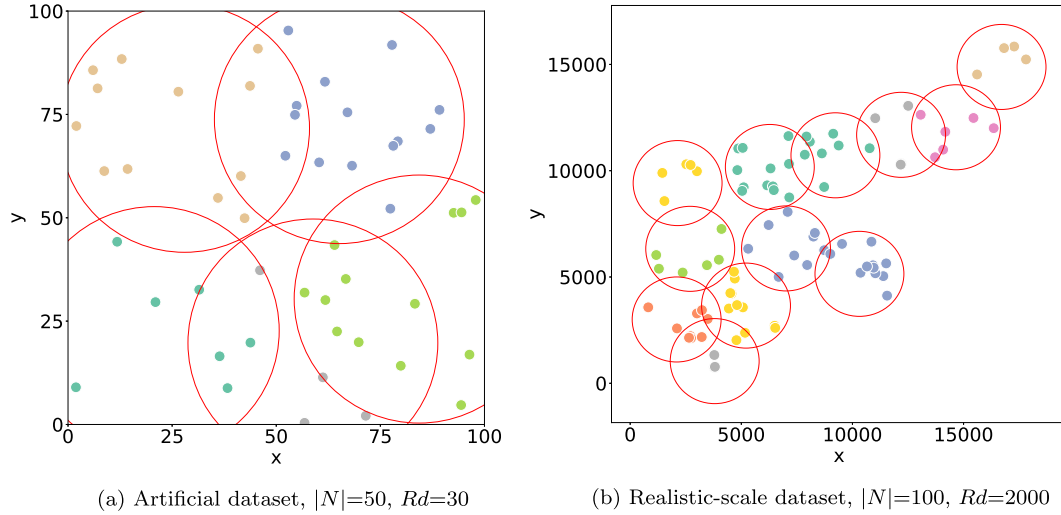 100
75
50
25
0
0 25 50 75 100
x
y
15000
10000
5000
0
0 5000 10000 15000
x
y
(a) Artificial dataset, |N|=50, Rd=30
(b) Realistic-scale dataset, |N|=100, Rd=2000